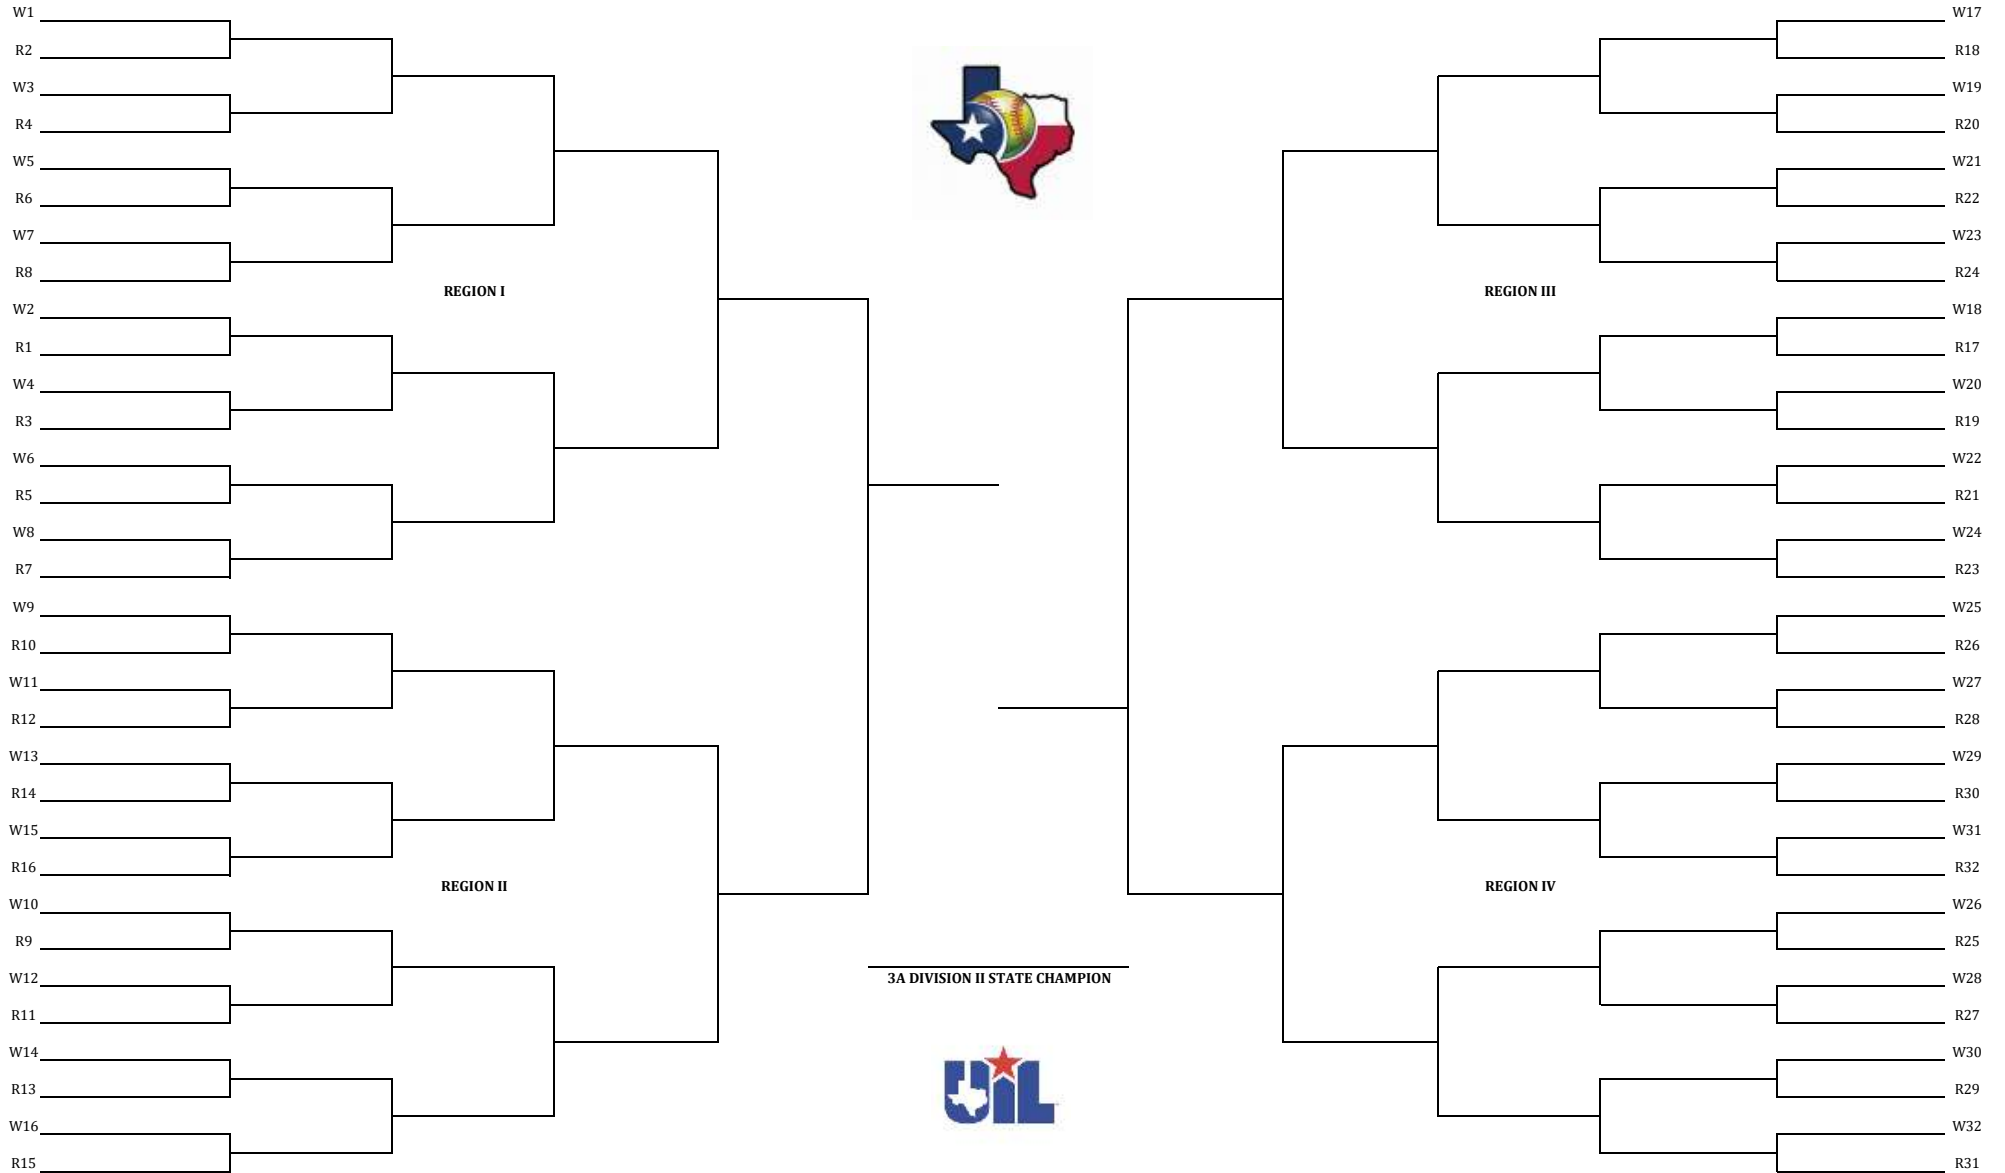 W1
R2
W3
R4
W5
R6
W7
R8
REGION I
W2
R1
W4
R3
W6
R5
W8
R7
W9
R10
W11
R12
W13
R14
W15
R16
REGION II
W10
R9
W12
R11
W14
R13
W16
R15
3A DIVISION II STATE CHAMPION
UIL
W17
R18
W19
R20
W21
R22
W23
R24
REGION III
W18
R17
W20
R19
W22
R21
W24
R23
W25
R26
W27
R28
W29
R30
W31
R32
REGION IV
W26
R25
W28
R27
W30
R29
W32
R31